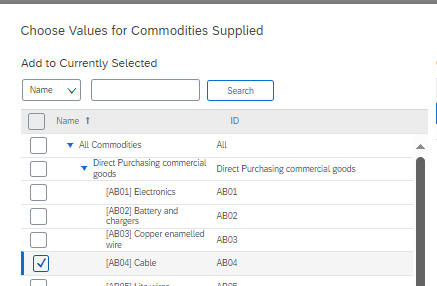 Choose Values for Commodities Supplied
Add to Currently Selected
Name
Search
Name ↑ ID
All Commodities All
Direct Purchasing commercial
goods Direct Purchasing commercial goods
[AB01] Electronics AB01
[AB02] Battery and
chargers AB02
[AB03] Copper enamelled
wire AB03
[AB04] Cable AB04